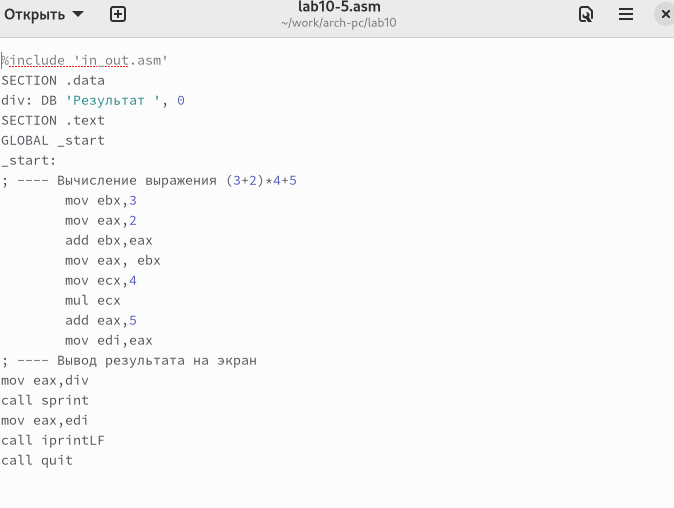 Открыть
lab10-5.asm
~/work/arch-pc/lab10
%include 'in_out.asm'
SECTION .data
div: DB 'Результат ', 0
SECTION .text
GLOBAL _start
_start:
; ---- Вычисление выражения (3+2)*4+5
mov ebx,3
mov eax,2
add ebx,eax
mov eax, ebx
mov ecx,4
mul ecx
add eax,5
mov edi,eax
; ---- Вывод результата на экран
mov eax,div
call sprint
mov eax,edi
call iprintLF
call quit